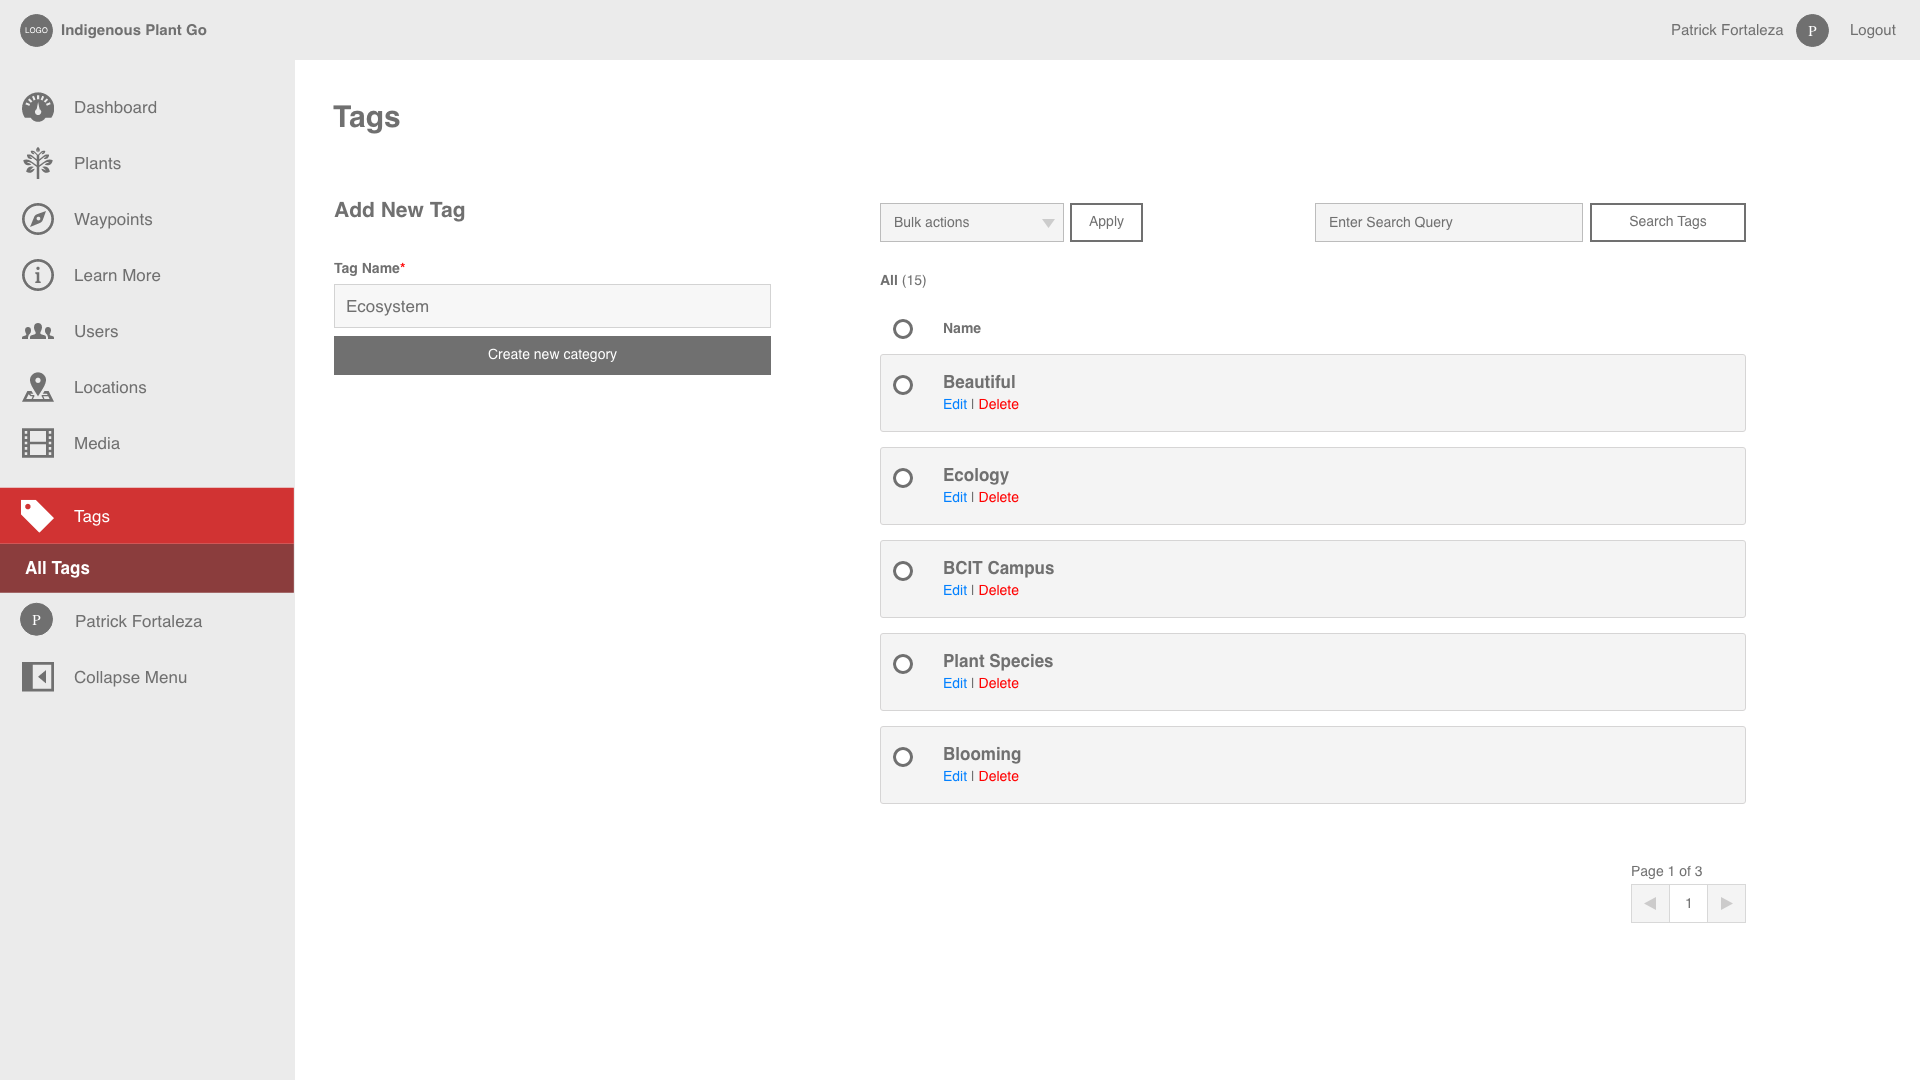 LOGO Indigenous Plant Go
Patrick Fortaleza P Logout
Dashboard
Plants
Waypoints
Learn More
Users
Locations
Media
Tags
All Tags
P Patrick Fortaleza
Collapse Menu
Tags
Add New Tag
Tag Name*
Ecosystem
Create new category
Bulk actions Apply
Enter Search Query Search Tags
All (15)
Name
Beautiful
Edit | Delete
Ecology
Edit | Delete
BCIT Campus
Edit | Delete
Plant Species
Edit | Delete
Blooming
Edit | Delete
Page 1 of 3
1